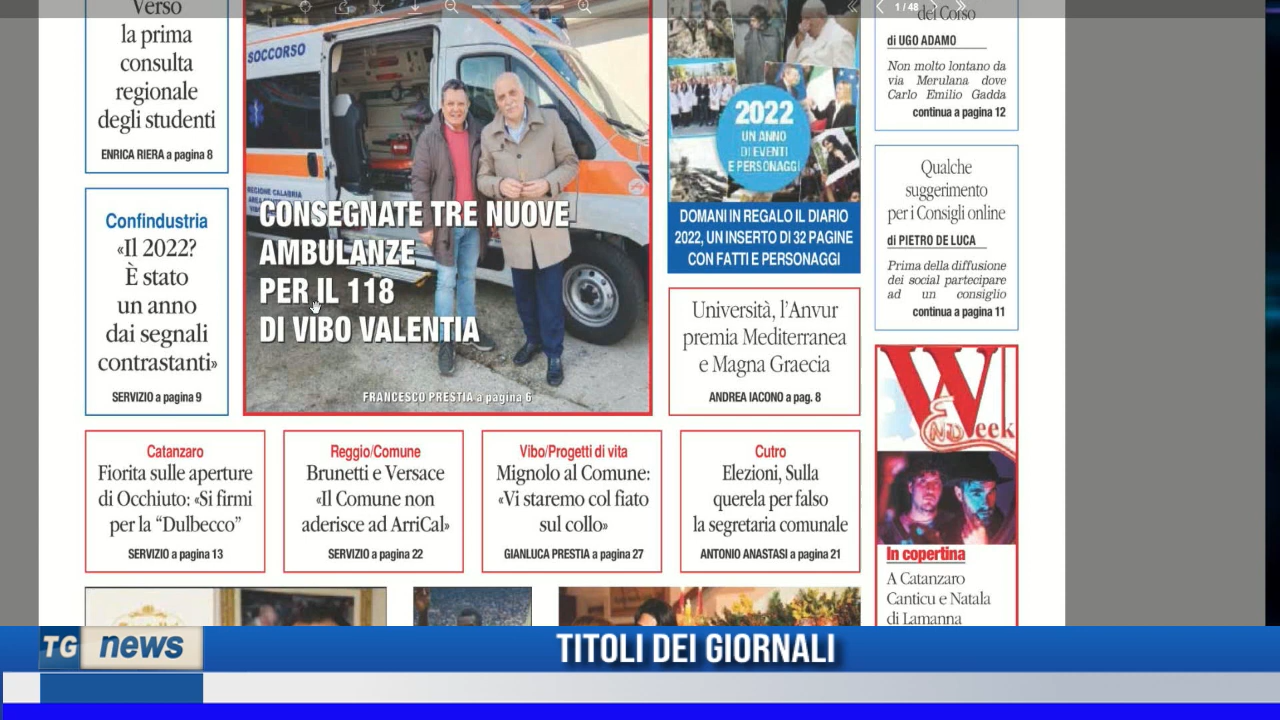 1 / 48
Verso
la prima
consulta
regionale
degli studenti
ENRICA RIERA a pagina 8
Confindustria
«Il 2022?
È stato
un anno
dai segnali
contrastanti»
SERVIZIO a pagina 9
SOCCORSO
REGIONE CALABRIA
CONSEGNATE TRE NUOVE
AMBULANZE
PER IL 118
DI VIBO VALENTIA
FRANCESCO PRESTIA a pagina 6
2022
UN ANNO
DI EVENTI
E PERSONAGGI
DOMANI IN REGALO IL DIARIO
2022, UN INSERTO DI 32 PAGINE
CON FATTI E PERSONAGGI
Università, l'Anvur
premia Mediterranea
e Magna Graecia
ANDREA IACONO a pag. 8
del Corso
di UGO ADAMO
Non molto lontano da
via Merulana dove
Carlo Emilio Gadda
continua a pagina 12
Qualche
suggerimento
per i Consigli online
di PIETRO DE LUCA
Prima della diffusione
dei social partecipare
ad un consiglio
continua a pagina 11
Catanzaro
Fiorita sulle aperture
di Occhiuto: «Si firmi
per la “Dulbecco”
SERVIZIO a pagina 13
Reggio/Comune
Brunetti e Versace
«Il Comune non
aderisce ad ArriCal»
SERVIZIO a pagina 22
Vibo/Progetti di vita
Mignolo al Comune:
«Vi staremo col fiato
sul collo»
GIANLUCA PRESTIA a pagina 27
Cutro
Elezioni, Sulla
querela per falso
la segretaria comunale
ANTONIO ANASTASI a pagina 21
Week
End
In copertina
A Catanzaro
Canticu e Natala
di Lamanna
TG news
TITOLI DEI GIORNALI